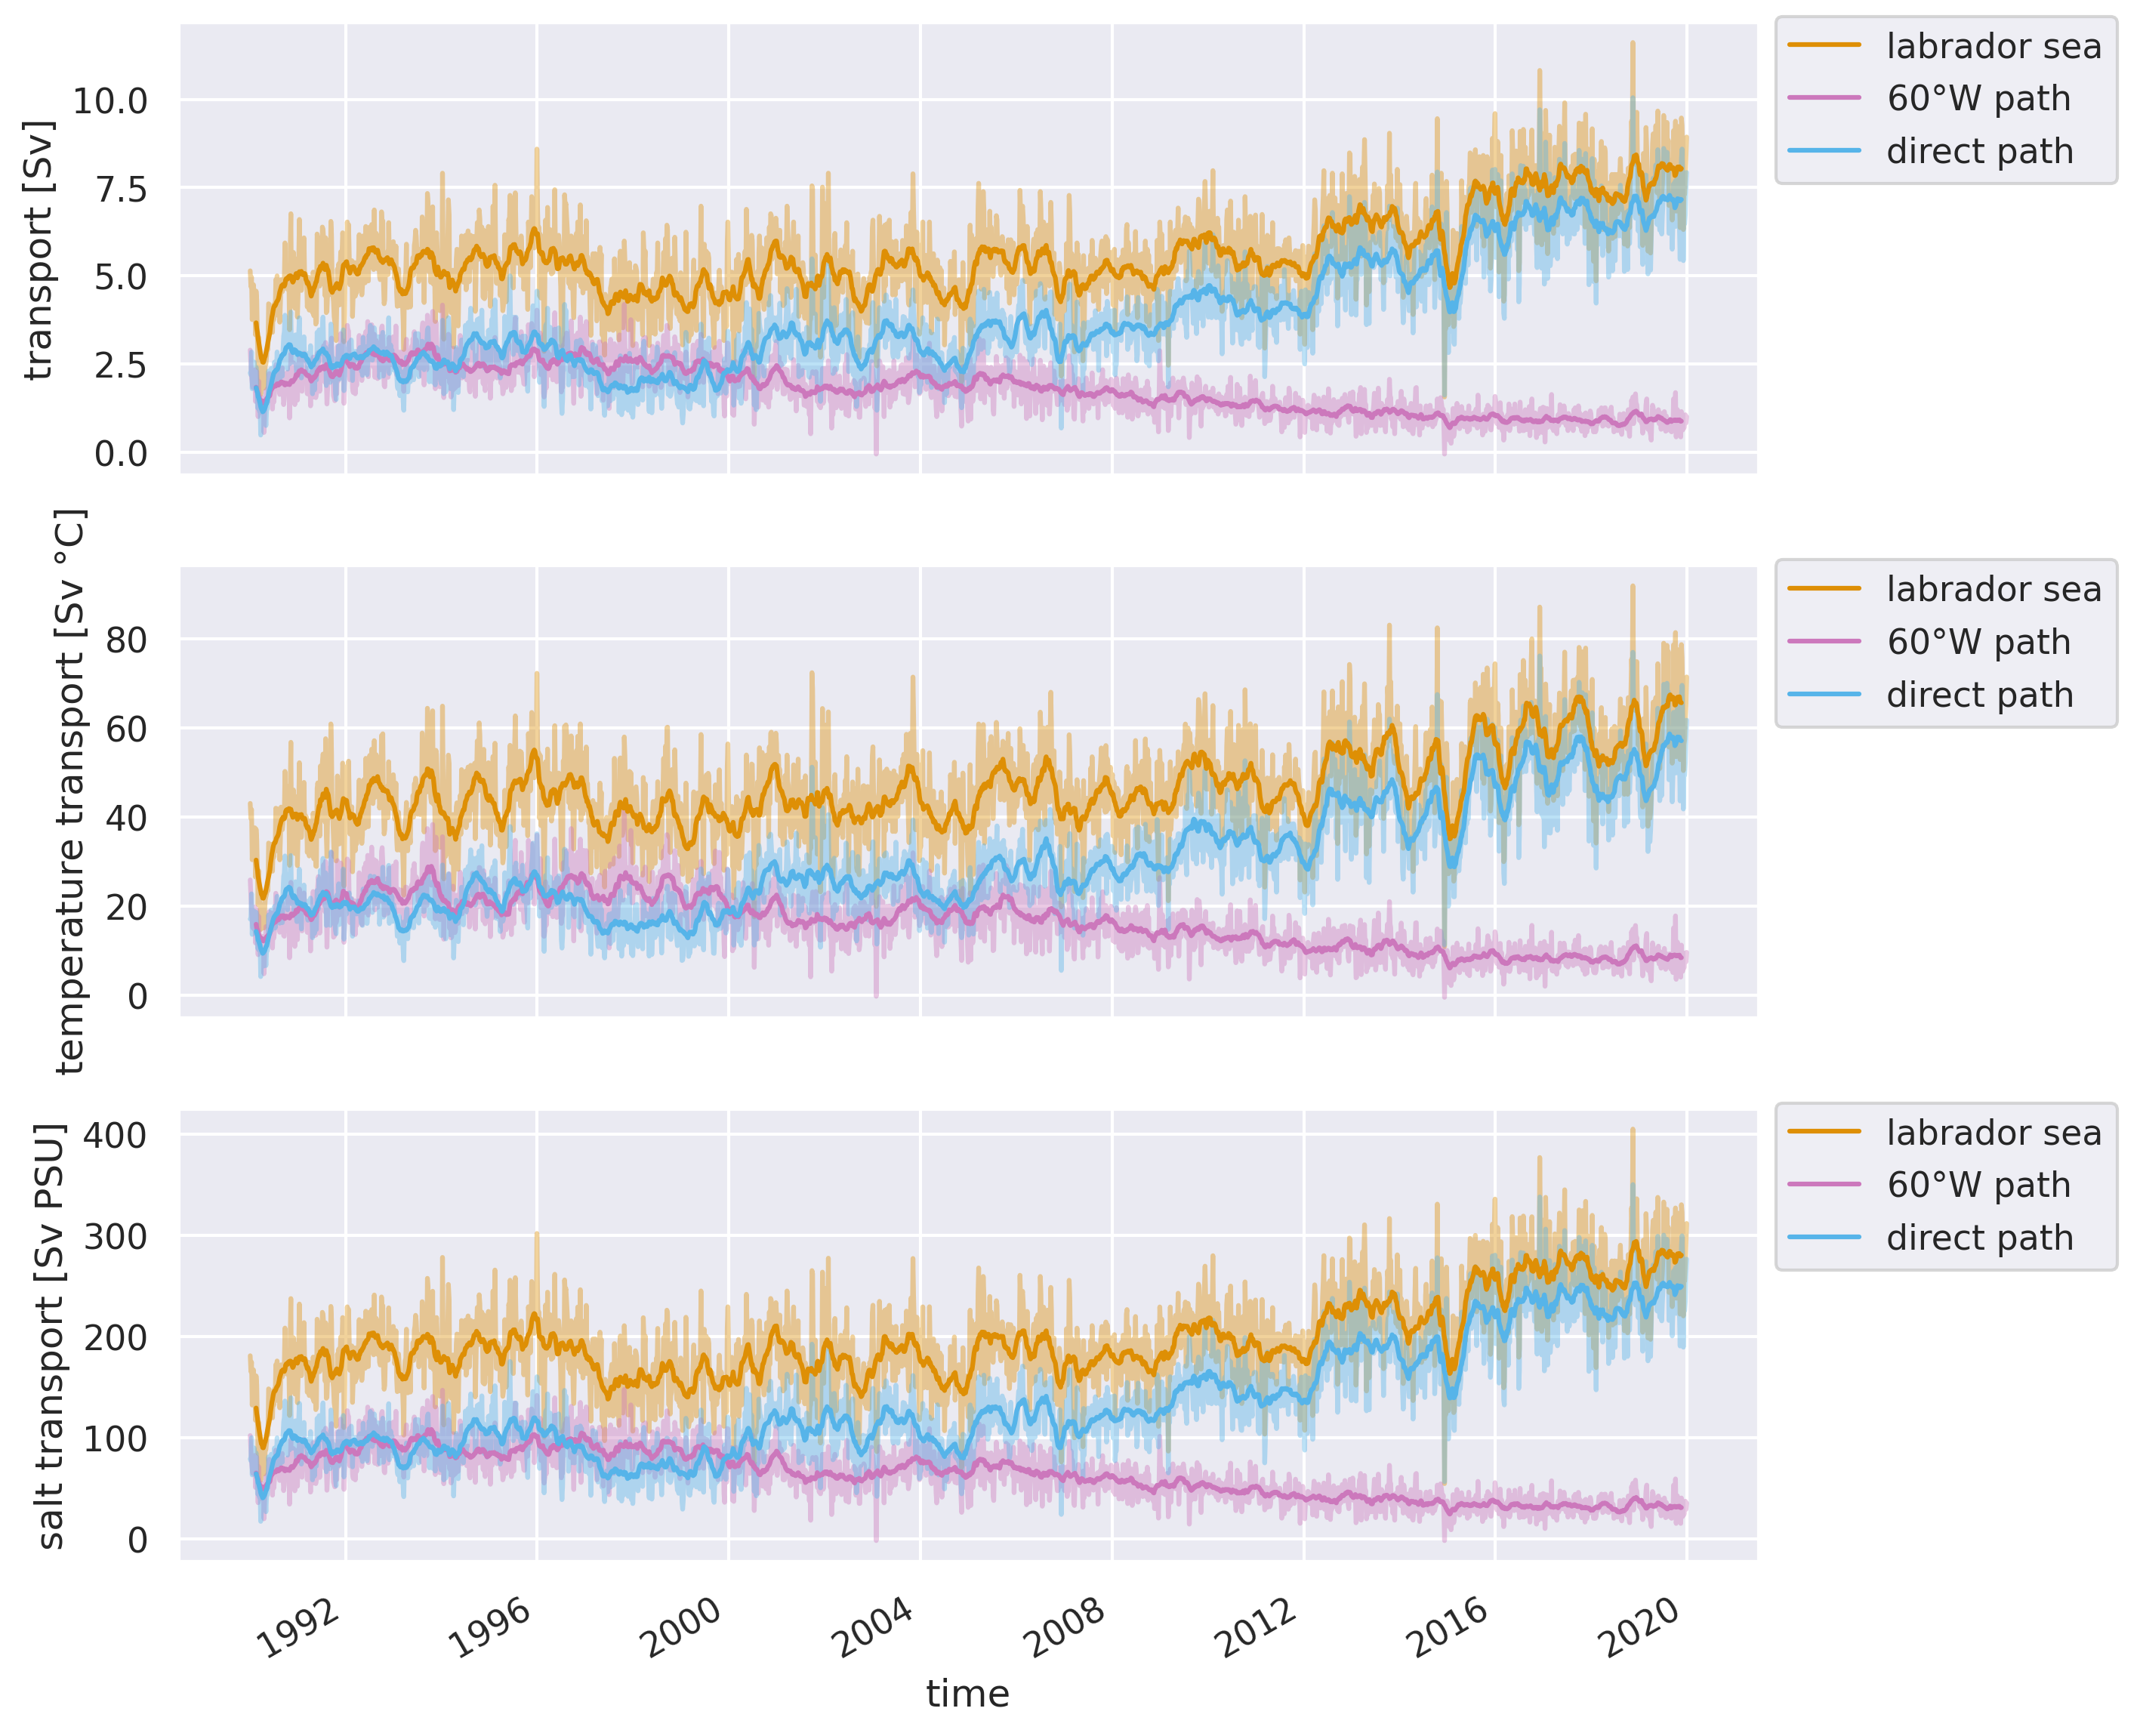 transport [Sv]
10.0
7.5
5.0
2.5
0.0
labrador sea
60°W path
direct path
temperature transport [Sv °C]
80
60
40
20
0
labrador sea
60°W path
direct path
salt transport [Sv PSU]
400
300
200
100
0
labrador sea
60°W path
direct path
1992 1996 2000 2004 2008 2012 2016 2020
time